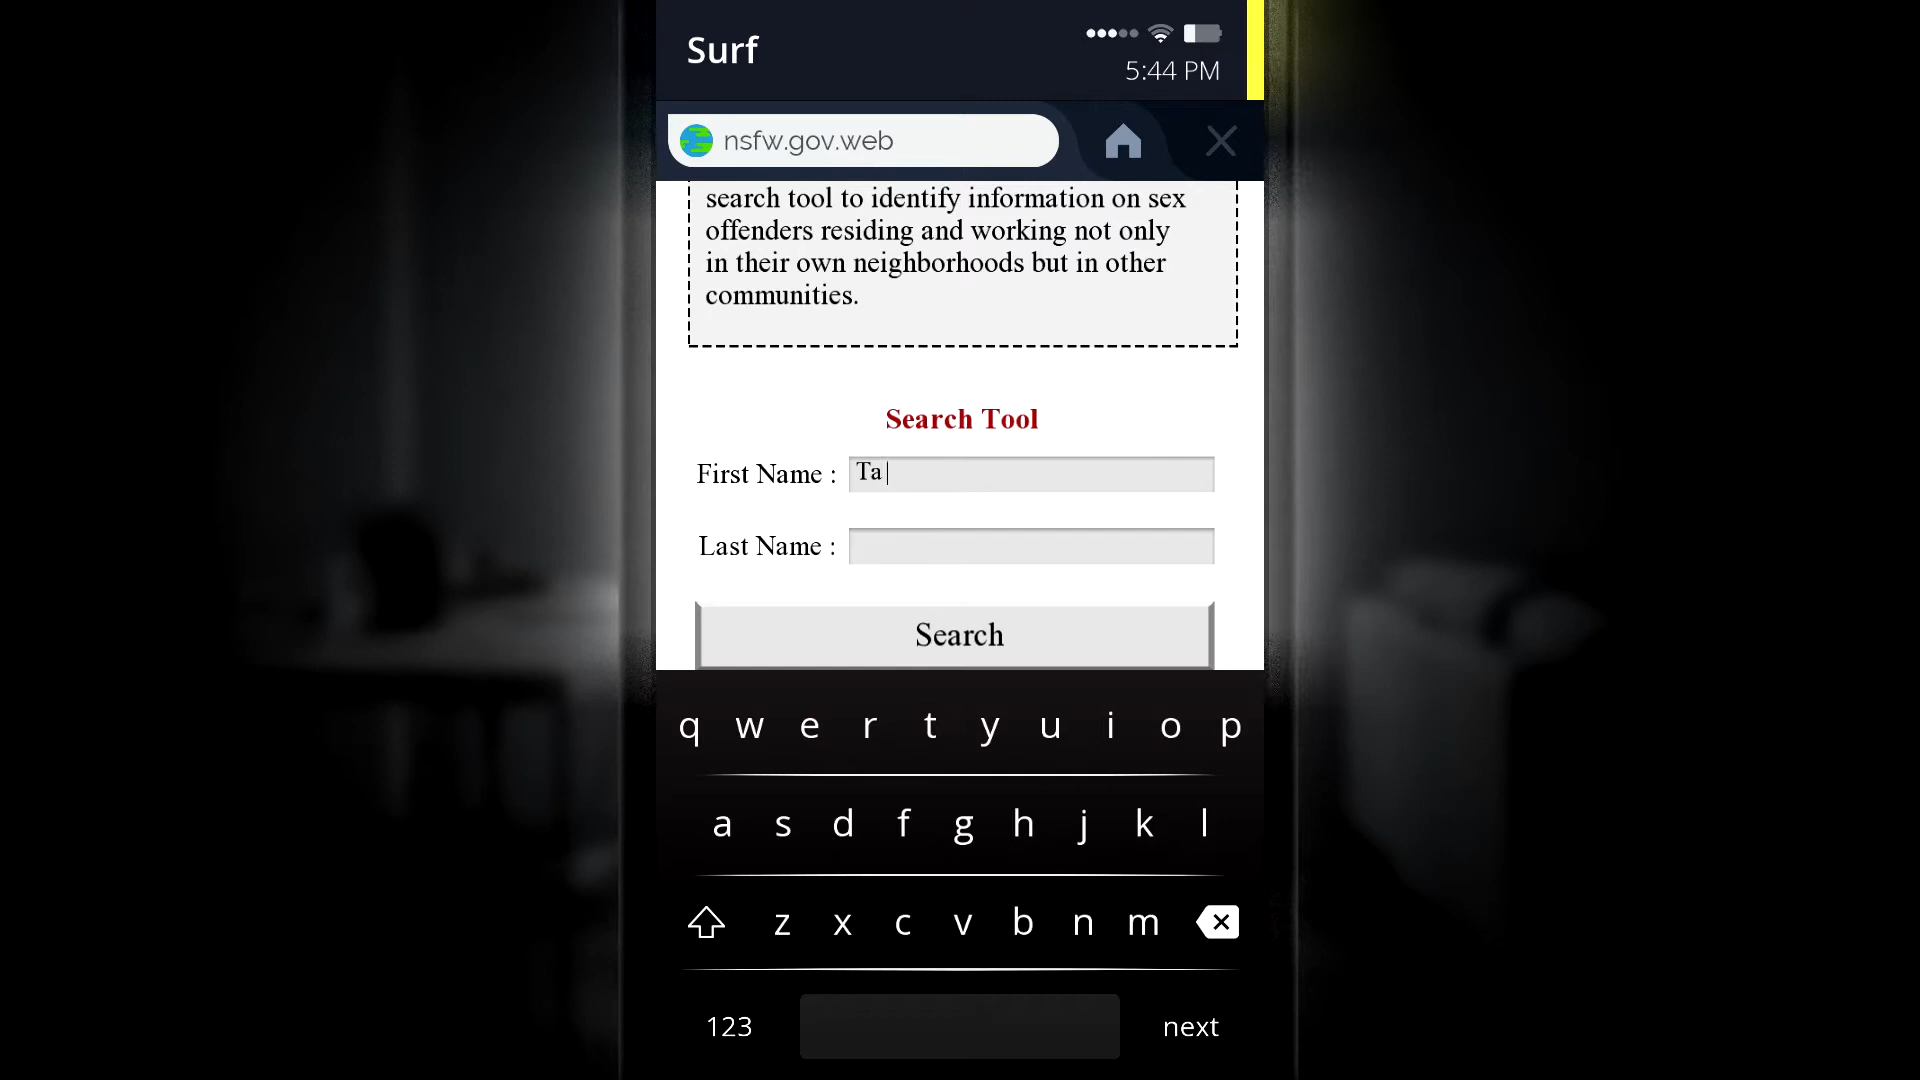 Surf
5:44 PM
nsfw.gov.web
search tool to identify information on sex
offenders residing and working not only
in their own neighborhoods but in other
communities.
Search Tool
First Name : Ta
Last Name :
Search
q w e r t y u i o p
a s d f g h j k l
z x c v b n m
123 next